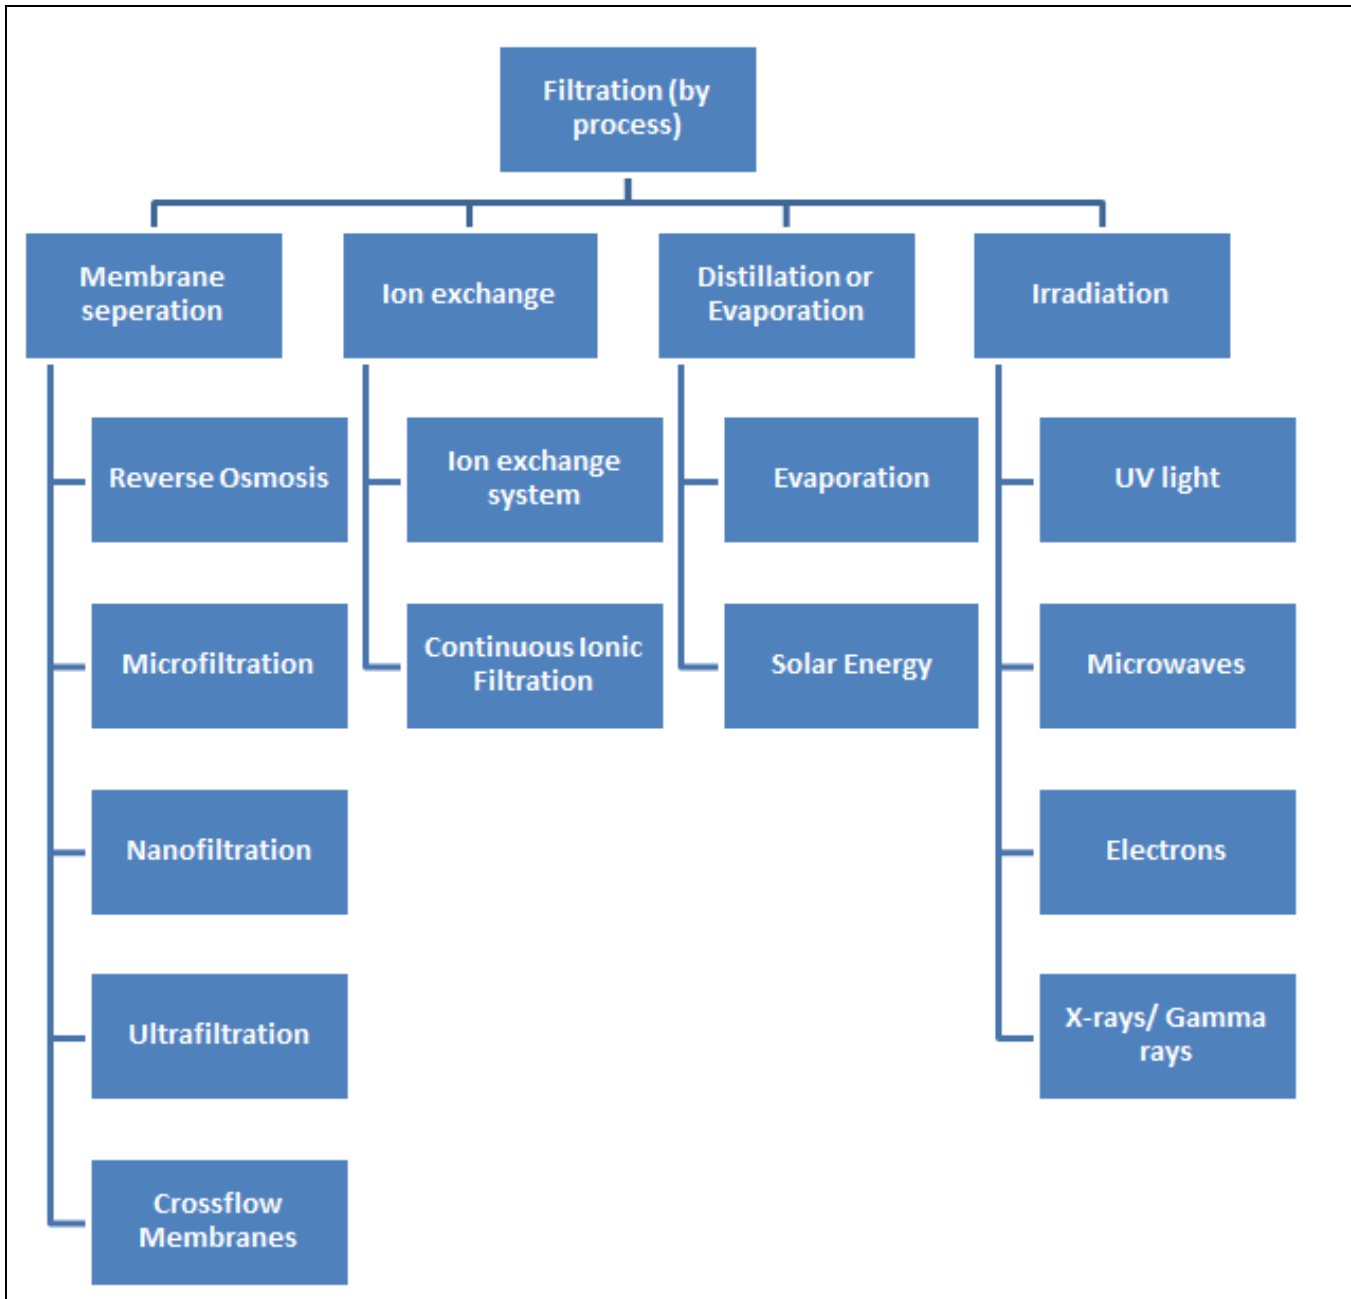 Filtration (by
process)
Membrane
seperation
Ion exchange
Distillation or
Evaporation
Irradiation
Reverse Osmosis
Microfiltration
Nanofiltration
Ultrafiltration
Crossflow
Membranes
Ion exchange
system
Continuous Ionic
Filtration
Evaporation
Solar Energy
UV light
Microwaves
Electrons
X-rays/ Gamma
rays